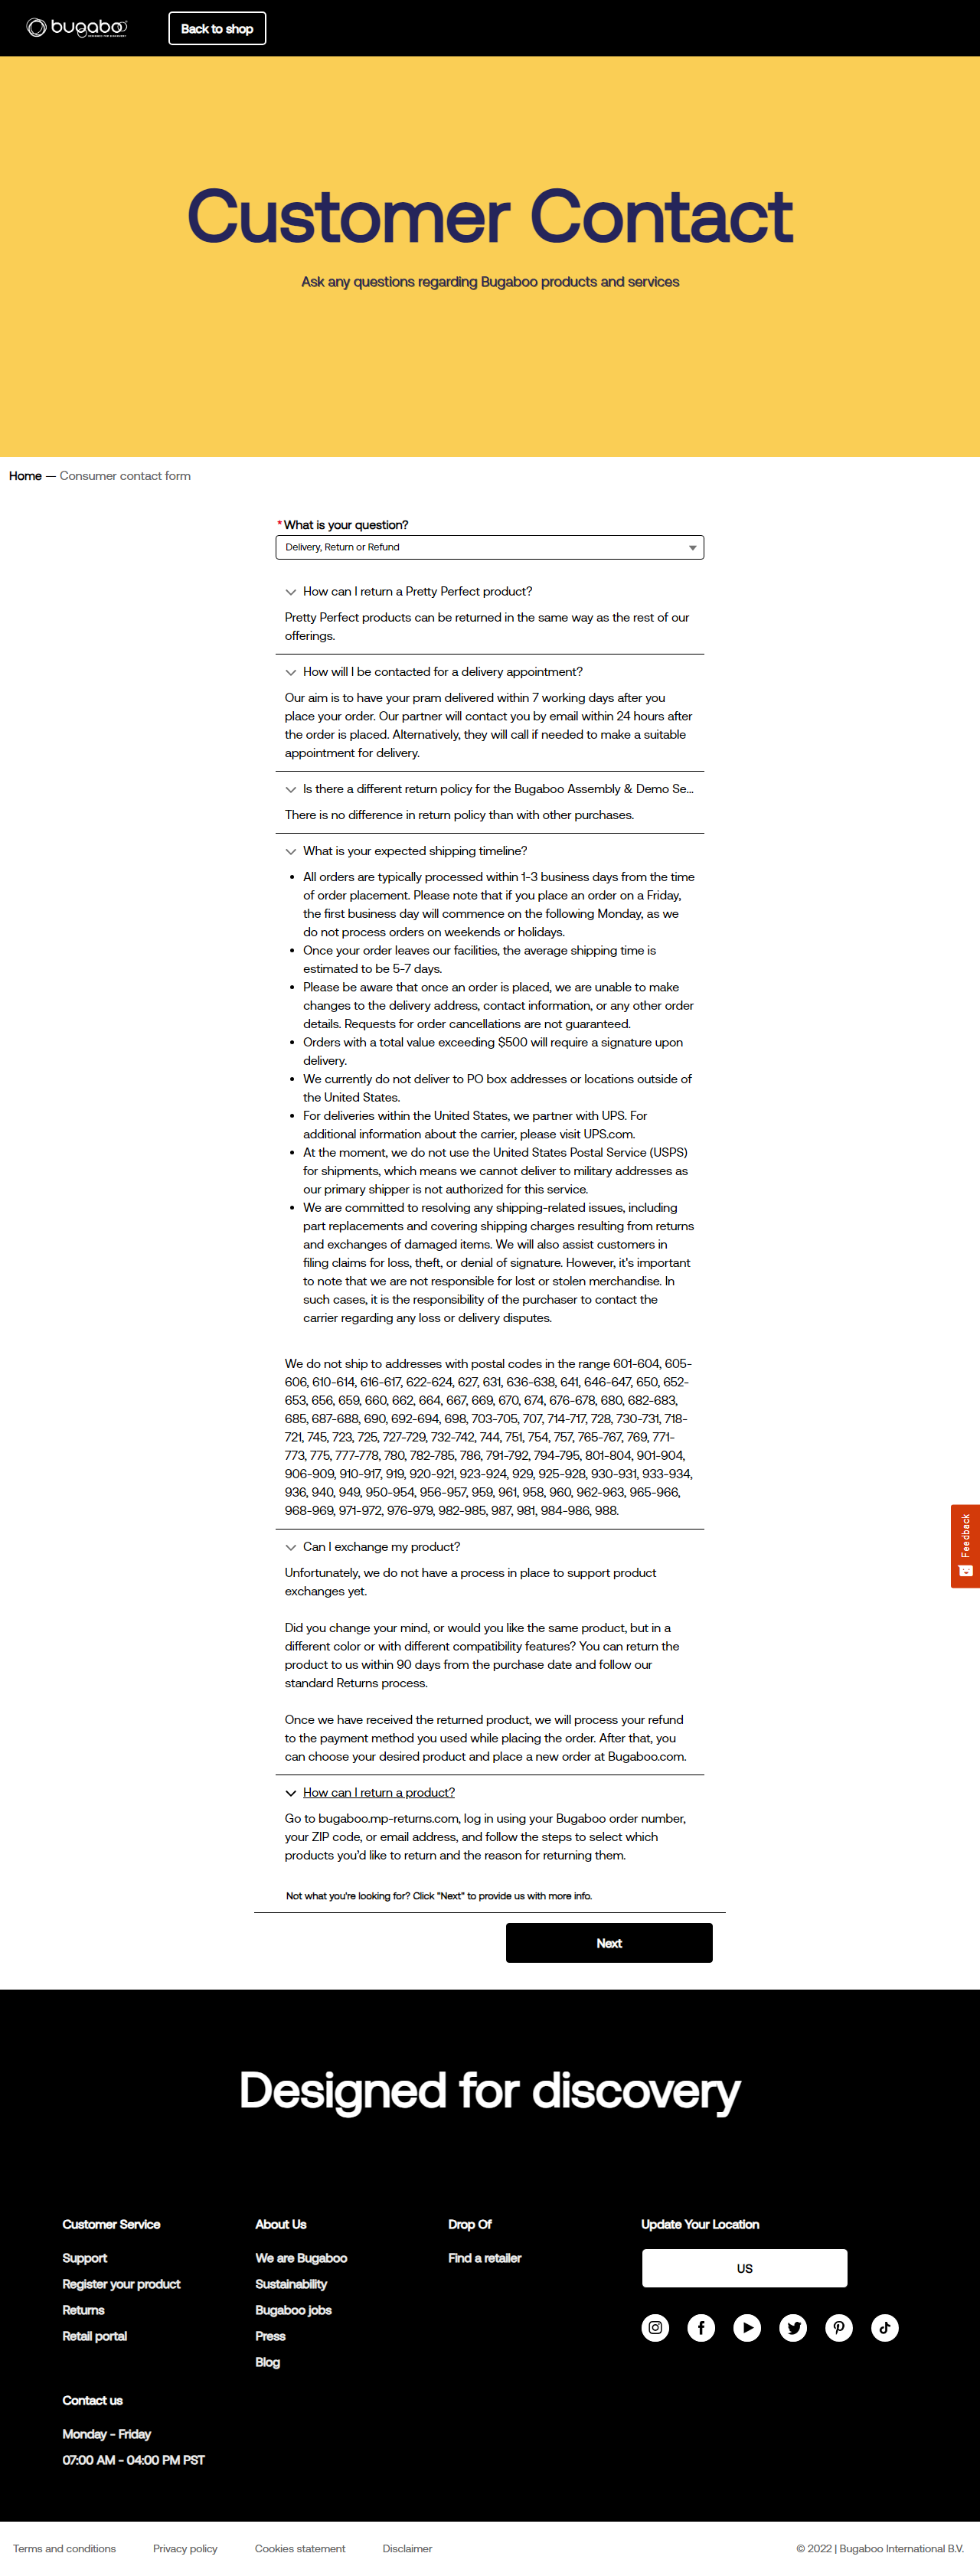 bugaboo
Back to shop
Customer Contact
Ask any questions regarding Bugaboo products and services
Home — Consumer contact form
*What is your question?
Delivery, Return or Refund
How can I return a Pretty Perfect product?
Pretty Perfect products can be returned in the same way as the rest of our
offerings.
How will I be contacted for a delivery appointment?
Our aim is to have your pram delivered within 7 working days after you
place your order. Our partner will contact you by email within 24 hours after
the order is placed. Alternatively, they will call if needed to make a suitable
appointment for delivery.
Is there a different return policy for the Bugaboo Assembly & Demo Se...
There is no difference in return policy than with other purchases.
What is your expected shipping timeline?
• All orders are typically processed within 1-3 business days from the time
of order placement. Please note that if you place an order on a Friday,
the first business day will commence on the following Monday, as we
do not process orders on weekends or holidays.
• Once your order leaves our facilities, the average shipping time is
estimated to be 5-7 days.
• Please be aware that once an order is placed, we are unable to make
changes to the delivery address, contact information, or any other order
details. Requests for order cancellations are not guaranteed.
• Orders with a total value exceeding $500 will require a signature upon
delivery.
• We currently do not deliver to PO box addresses or locations outside of
the United States.
• For deliveries within the United States, we partner with UPS. For
additional information about the carrier, please visit UPS.com.
• At the moment, we do not use the United States Postal Service (USPS)
for shipments, which means we cannot deliver to military addresses as
our primary shipper is not authorized for this service.
• We are committed to resolving any shipping-related issues, including
part replacements and covering shipping charges resulting from returns
and exchanges of damaged items. We will also assist customers in
filing claims for loss, theft, or denial of signature. However, it's important
to note that we are not responsible for lost or stolen merchandise. In
such cases, it is the responsibility of the purchaser to contact the
carrier regarding any loss or delivery disputes.
We do not ship to addresses with postal codes in the range 601-604, 605-
606, 610-614, 616-617, 622-624, 627, 631, 636-638, 641, 646-647, 650, 652-
653, 656, 659, 660, 662, 664, 667, 669, 670, 674, 676-678, 680, 682-683,
685, 687-688, 690, 692-694, 698, 703-705, 707, 714-717, 728, 730-731, 718-
721, 745, 723, 725, 727-729, 732-742, 744, 751, 754, 757, 765-767, 769, 771-
773, 775, 777-778, 780, 782-785, 786, 791-792, 794-795, 801-804, 901-904,
906-909, 910-917, 919, 920-921, 923-924, 929, 925-928, 930-931, 933-934,
936, 940, 949, 950-954, 956-957, 959, 961, 958, 960, 962-963, 965-966,
968-969, 971-972, 976-979, 982-985, 987, 981, 984-986, 988.
Feedback
Can I exchange my product?
Unfortunately, we do not have a process in place to support product
exchanges yet.
Did you change your mind, or would you like the same product, but in a
different color or with different compatibility features? You can return the
product to us within 90 days from the purchase date and follow our
standard Returns process.
Once we have received the returned product, we will process your refund
to the payment method you used while placing the order. After that, you
can choose your desired product and place a new order at Bugaboo.com.
How can I return a product?
Go to bugaboo.mp-returns.com, log in using your Bugaboo order number,
your ZIP code, or email address, and follow the steps to select which
products you'd like to return and the reason for returning them.
Not what you're looking for? Click "Next" to provide us with more info.
Next
Designed for discovery
Customer Service
Support
Register your product
Returns
Retail portal
About Us
We are Bugaboo
Sustainability
Bugaboo jobs
Press
Blog
Drop Of
Find a retailer
Update Your Location
US
Contact us
Monday - Friday
07:00 AM - 04:00 PM PST
Terms and conditions
Privacy policy
Cookies statement
Disclaimer
© 2022 | Bugaboo International B.V.